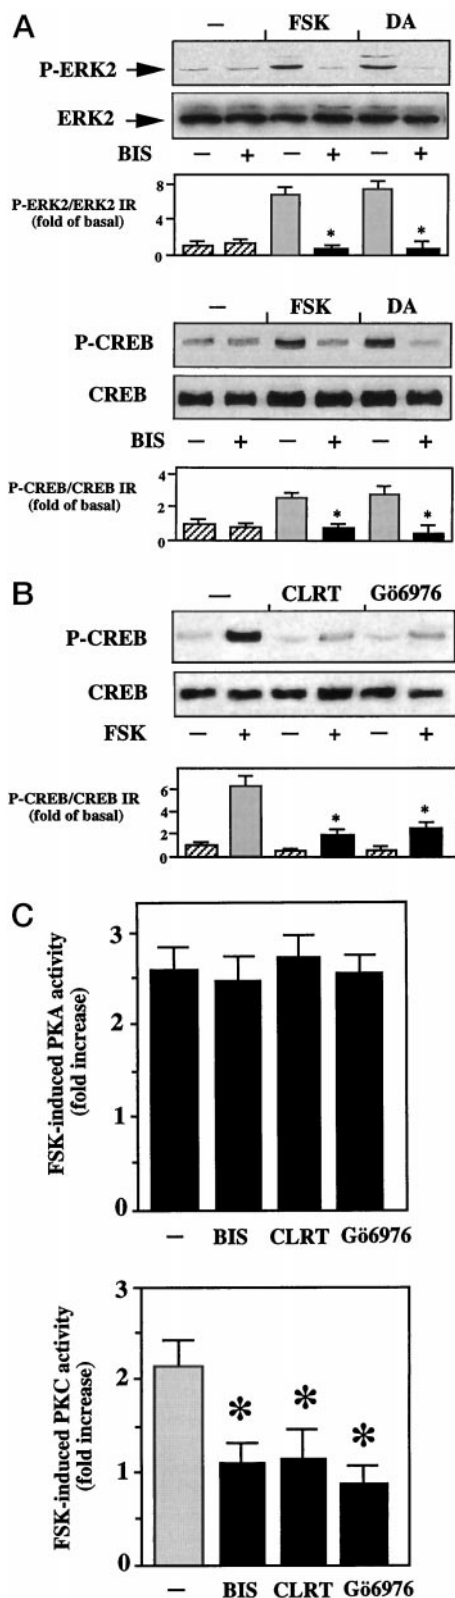 A
— FSK DA
P-ERK2
ERK2
BIS — + — + — +
P-ERK2/ERK2 IR
(fold of basal)
8
4
0
* *
— FSK DA
P-CREB
CREB
BIS — + — + — +
P-CREB/CREB IR
(fold of basal)
4
2
0
* *
B
— CLRT Gö6976
P-CREB
CREB
FSK — + — + — +
P-CREB/CREB IR
(fold of basal)
6
4
2
0
* *
C
FSK-induced PKA activity
(fold increase)
3
2
1
0
— BIS CLRT Gö6976
FSK-induced PKC activity
(fold increase)
3
2
1
0
* * *
— BIS CLRT Gö6976